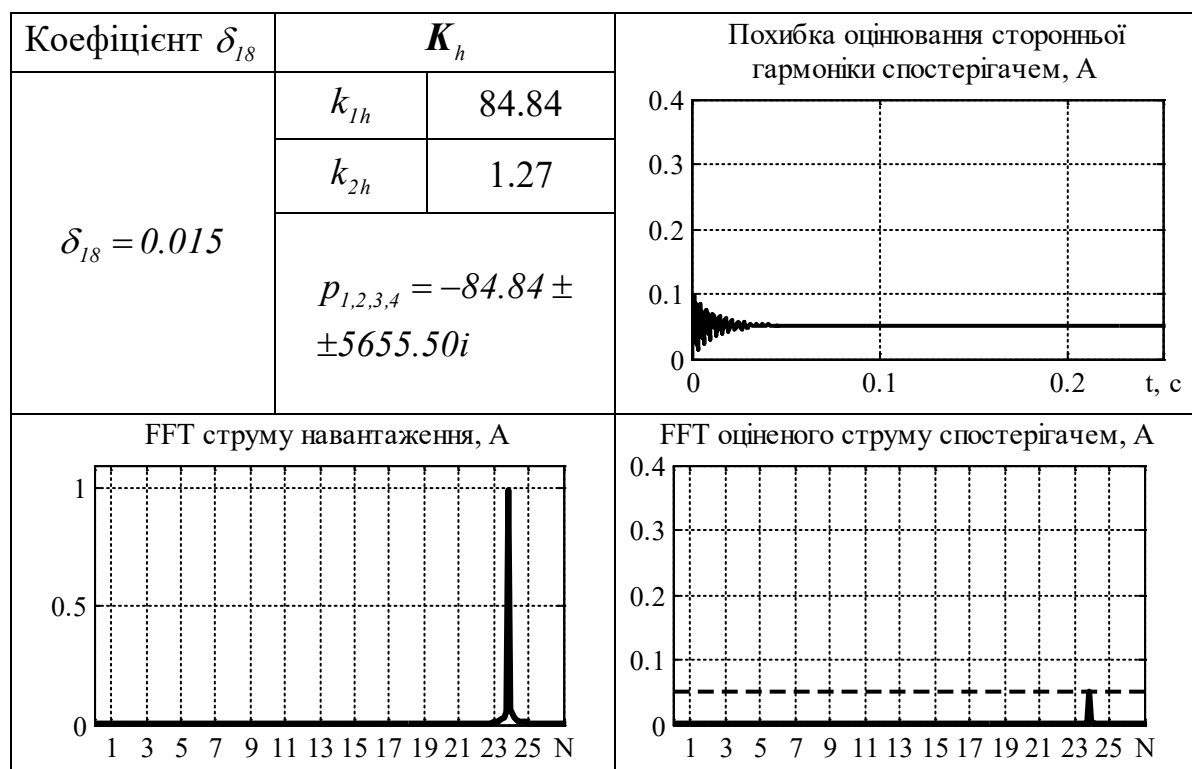 Коефіцієнт δ₁₈
K_h
k_1h
84.84
k_2h
1.27
δ₁₈ = 0.015
p_1,2,3,4 = −84.84 ±
±5655.50i
Похибка оцінювання сторонньої
гармоніки спостерігачем, А
0.4
0.3
0.2
0.1
0
0 0.1 0.2 t, с
FFT струму навантаження, А
1
0.5
0
1 3 5 7 9 11 13 15 17 19 21 23 25 N
FFT оціненого струму спостерігачем, А
0.4
0.3
0.2
0.1
0
1 3 5 7 9 11 13 15 17 19 21 23 25 N